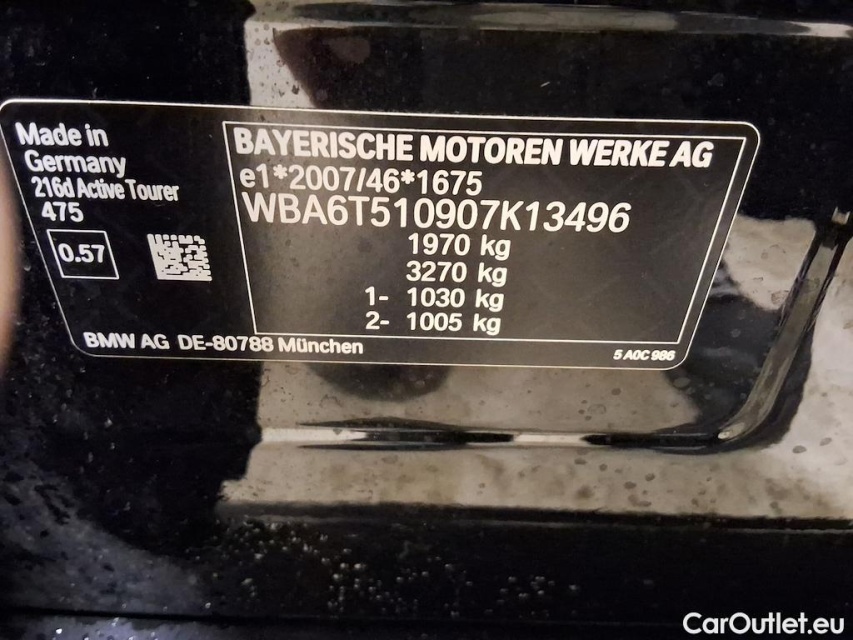 Made in
Germany
216d Active Tourer
475
0.57
BAYERISCHE MOTOREN WERKE AG
e1*2007/46*1675
WBA6T510907K13496
1970 kg
3270 kg
1- 1030 kg
2- 1005 kg
BMW AG DE-80788 München
5 A0C 986
CarOutlet.eu